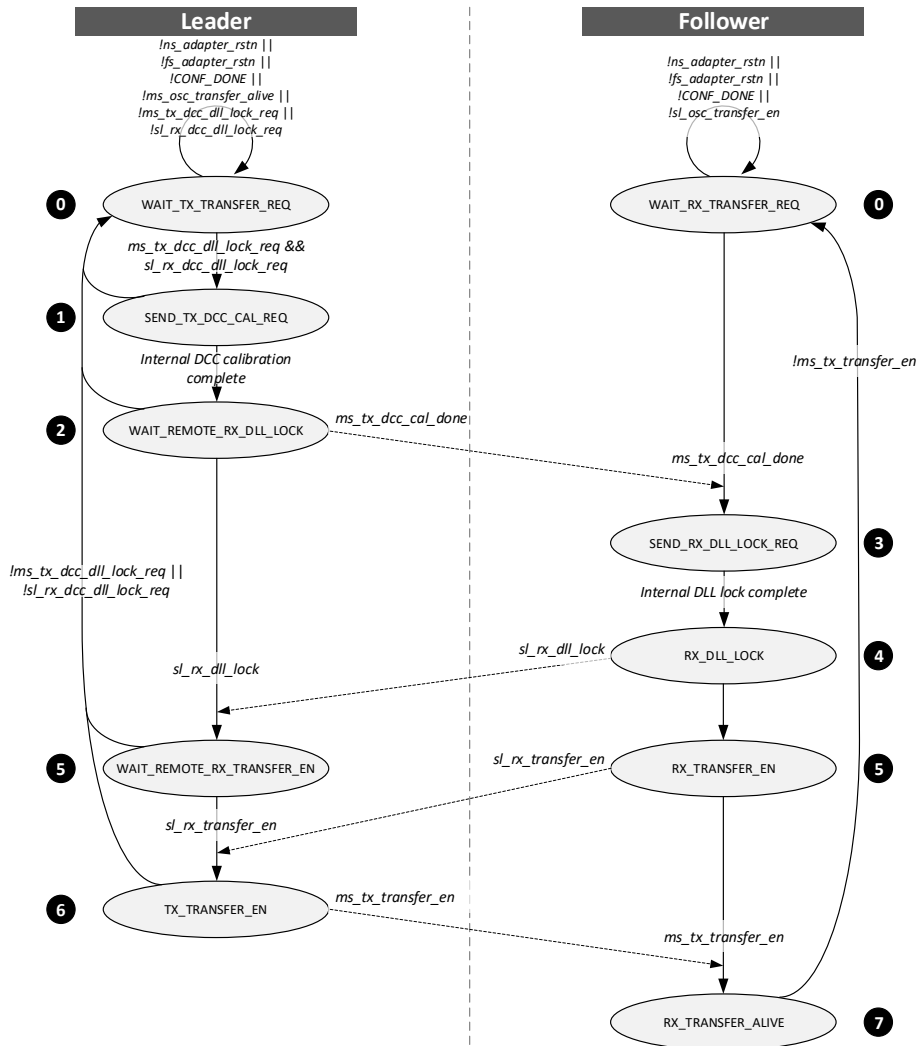 Leader
Follower
!ns_adapter_rstn ||
!fs_adapter_rstn ||
!CONF_DONE ||
!ms_osc_transfer_alive ||
!ms_tx_dcc_dll_lock_req ||
!sl_rx_dcc_dll_lock_req
!ns_adapter_rstn ||
!fs_adapter_rstn ||
!CONF_DONE ||
!sl_osc_transfer_en
0
WAIT_TX_TRANSFER_REQ
WAIT_RX_TRANSFER_REQ
0
ms_tx_dcc_dll_lock_req &&
sl_rx_dcc_dll_lock_req
1
SEND_TX_DCC_CAL_REQ
Internal DCC calibration
complete
!ms_tx_transfer_en
2
WAIT_REMOTE_RX_DLL_LOCK
ms_tx_dcc_cal_done
ms_tx_dcc_cal_done
SEND_RX_DLL_LOCK_REQ
3
!ms_tx_dcc_dll_lock_req ||
!sl_rx_dcc_dll_lock_req
Internal DLL lock complete
sl_rx_dll_lock
RX_DLL_LOCK
4
sl_rx_dll_lock
5
WAIT_REMOTE_RX_TRANSFER_EN
sl_rx_transfer_en
RX_TRANSFER_EN
5
sl_rx_transfer_en
6
TX_TRANSFER_EN
ms_tx_transfer_en
ms_tx_transfer_en
RX_TRANSFER_ALIVE
7